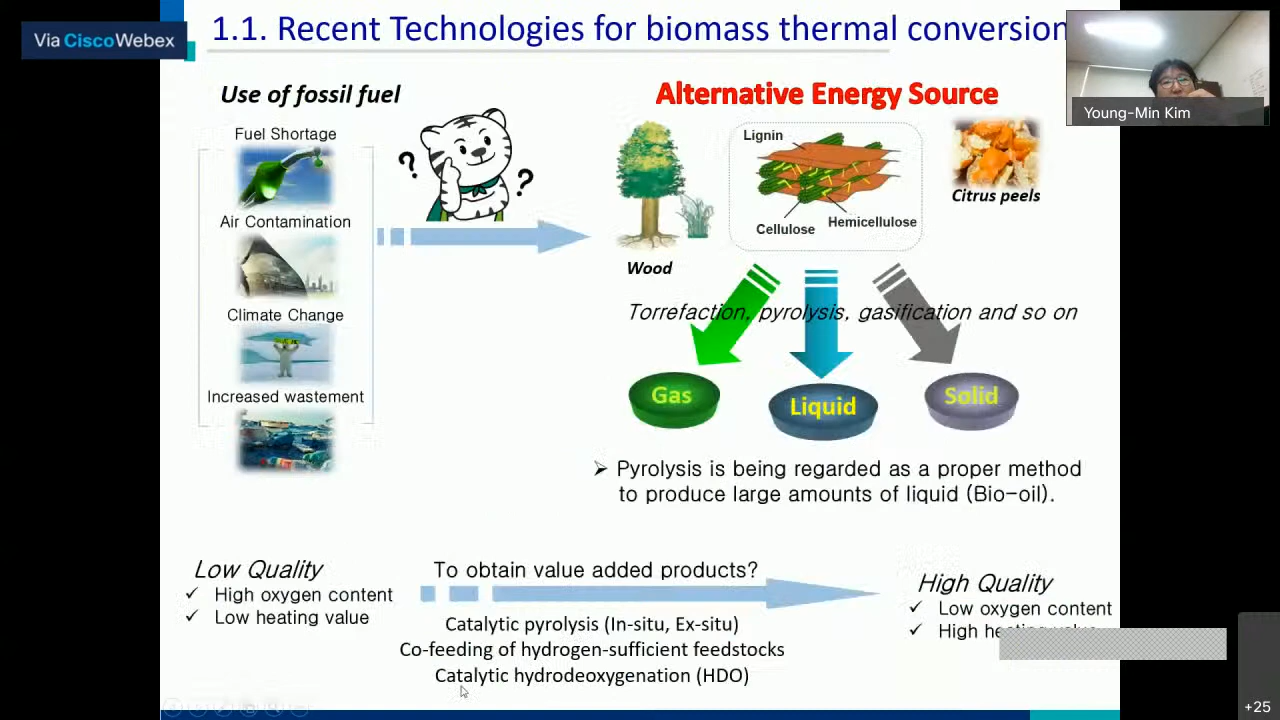 Via Cisco Webex
1.1. Recent Technologies for biomass thermal conversion
Young-Min Kim
Use of fossil fuel
Fuel Shortage
Air Contamination
Climate Change
Increased wastement
? ?
Alternative Energy Source
Lignin
Cellulose
Hemicellulose
Wood
Citrus peels
Torrefaction, pyrolysis, gasification and so on
Gas
Liquid
Solid
➢ Pyrolysis is being regarded as a proper method
to produce large amounts of liquid (Bio-oil).
Low Quality
✓ High oxygen content
✓ Low heating value
To obtain value added products?
Catalytic pyrolysis (In-situ, Ex-situ)
Co-feeding of hydrogen-sufficient feedstocks
Catalytic hydrodeoxygenation (HDO)
High Quality
✓ Low oxygen content
✓ High heating value
+25